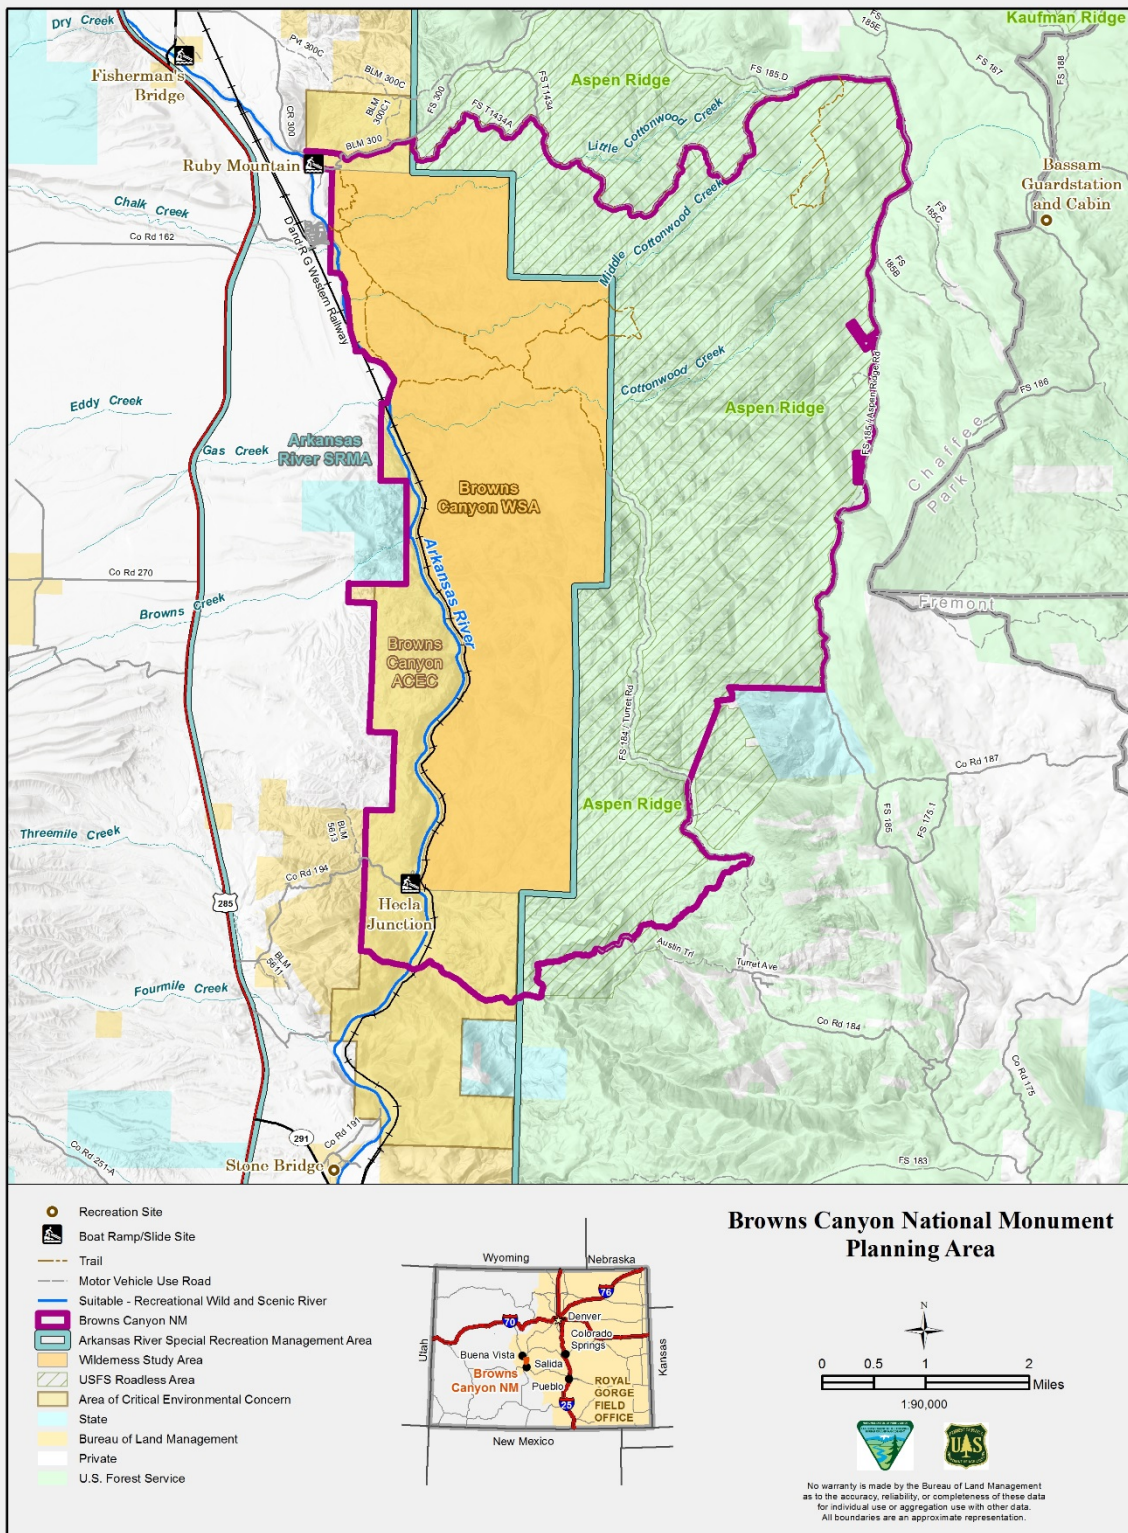 Dry Creek
Kaufman Ridge
FS 185E
FS 187
FS 188
Pvt 300C
BLM 300C
BLM
300C1
FS 300
FS T1434
FS 185.D
Aspen Ridge
Fisherman's
Bridge
CR 300
FS T1434A
BLM 300
Little Cottonwood Creek
Ruby Mountain
Bassam
Guardstation
and Cabin
Chalk Creek
Co Rd 162
D and R G Western Railway
Middle Cottonwood Creek
FS
185C
FS
185B
Cottonwood Creek
FS 185 (Aspen Ridge Rd
FS 186
Eddy Creek
Aspen Ridge
Gas Creek
Arkansas
River SRMA
Chaffee
Park
Browns
Canyon WSA
Arkansas River
Co Rd 270
Browns Creek
Fremont
Browns
Canyon
ACEC
FS 184 / Turret Rd
Co Rd 187
Aspen Ridge
FS 185
FS 175.1
Threemile Creek
BLM
5613
Co Rd 194
285
Hecla
Junction
BLM
5611
Austin Trl
Turret Ave
Fourmile Creek
Co Rd 184
Co Rd 175
291
Co Rd 191
Co Rd 251-A
Stone Bridge
FS 183
Recreation Site
Boat Ramp/Slide Site
Trail
Motor Vehicle Use Road
Suitable - Recreational Wild and Scenic River
Browns Canyon NM
Arkansas River Special Recreation Management Area
Wilderness Study Area
USFS Roadless Area
Area of Critical Environmental Concern
State
Bureau of Land Management
Private
U.S. Forest Service
Wyoming
Nebraska
76
70
Denver
Colorado
Springs
Utah
Kansas
Buena Vista
Salida
Browns
Canyon NM
Pueblo
25
ROYAL
GORGE
FIELD
OFFICE
New Mexico
Browns Canyon National Monument
Planning Area
N
0 0.5 1 2
Miles
1:90,000
UAS
No warranty is made by the Bureau of Land Management
as to the accuracy, reliability, or completeness of these data
for individual use or aggregation use with other data.
All boundaries are an approximate representation.